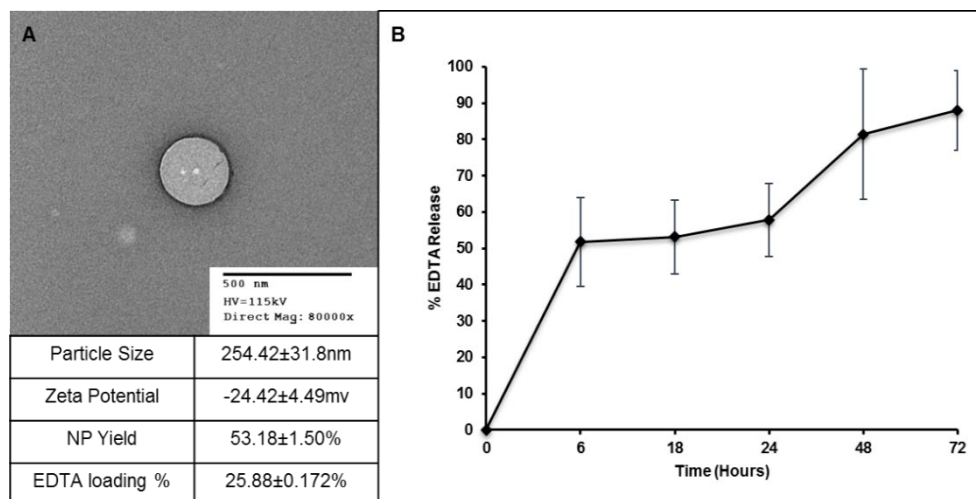 A
500 nm
HV=115kV
Direct Mag: 80000x
Particle Size 254.42±31.8nm
Zeta Potential -24.42±4.49mv
NP Yield 53.18±1.50%
EDTA loading % 25.88±0.172%
B
% EDTA Release
100
90
80
70
60
50
40
30
20
10
0
0 6 18 24 48 72
Time (Hours)